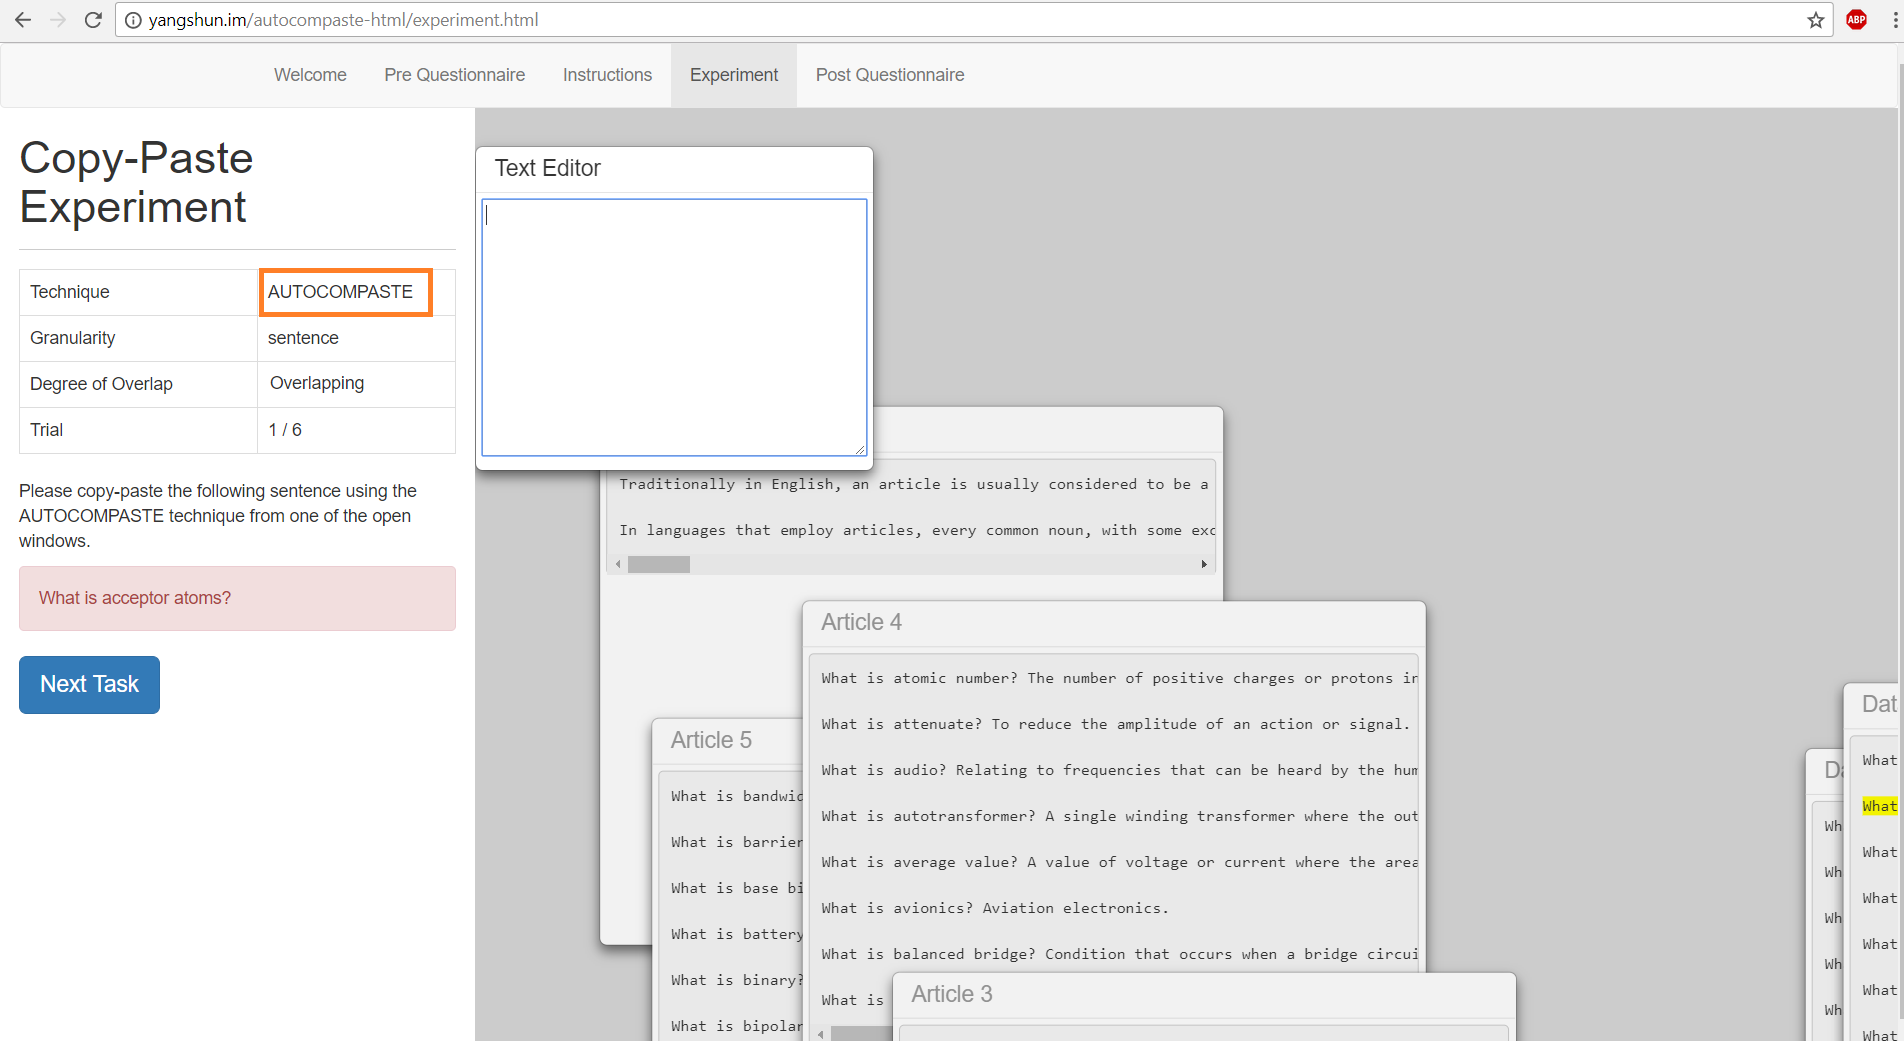 yangshun.im/autocompaste-html/experiment.html
ABP
Welcome Pre Questionnaire Instructions Experiment Post Questionnaire
Copy-Paste
Experiment
Technique AUTOCOMPASTE
Granularity sentence
Degree of Overlap Overlapping
Trial 1 / 6
Please copy-paste the following sentence using the
AUTOCOMPASTE technique from one of the open
windows.
What is acceptor atoms?
Next Task
Text Editor
Traditionally in English, an article is usually considered to be a
In languages that employ articles, every common noun, with some exc
Article 4
What is atomic number? The number of positive charges or protons in
What is attenuate? To reduce the amplitude of an action or signal.
What is audio? Relating to frequencies that can be heard by the hum
What is autotransformer? A single winding transformer where the out
What is average value? A value of voltage or current where the area
What is avionics? Aviation electronics.
What is balanced bridge? Condition that occurs when a bridge circui
What is
Article 5
What is bandwid
What is barrier
What is base bi
What is battery
What is binary?
What is bipolar
Article 3
Dat
What
What
What
What
What
What
What
Da
Wh
Wh
Wh
Wh
Wh